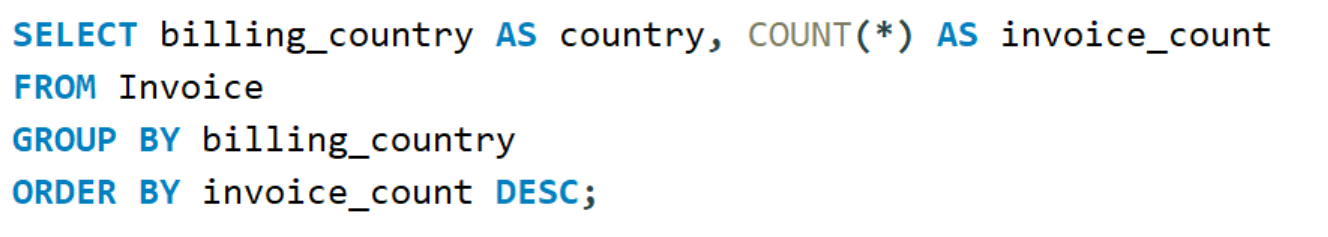 SELECT billing_country AS country, COUNT(*) AS invoice_count
FROM Invoice
GROUP BY billing_country
ORDER BY invoice_count DESC;